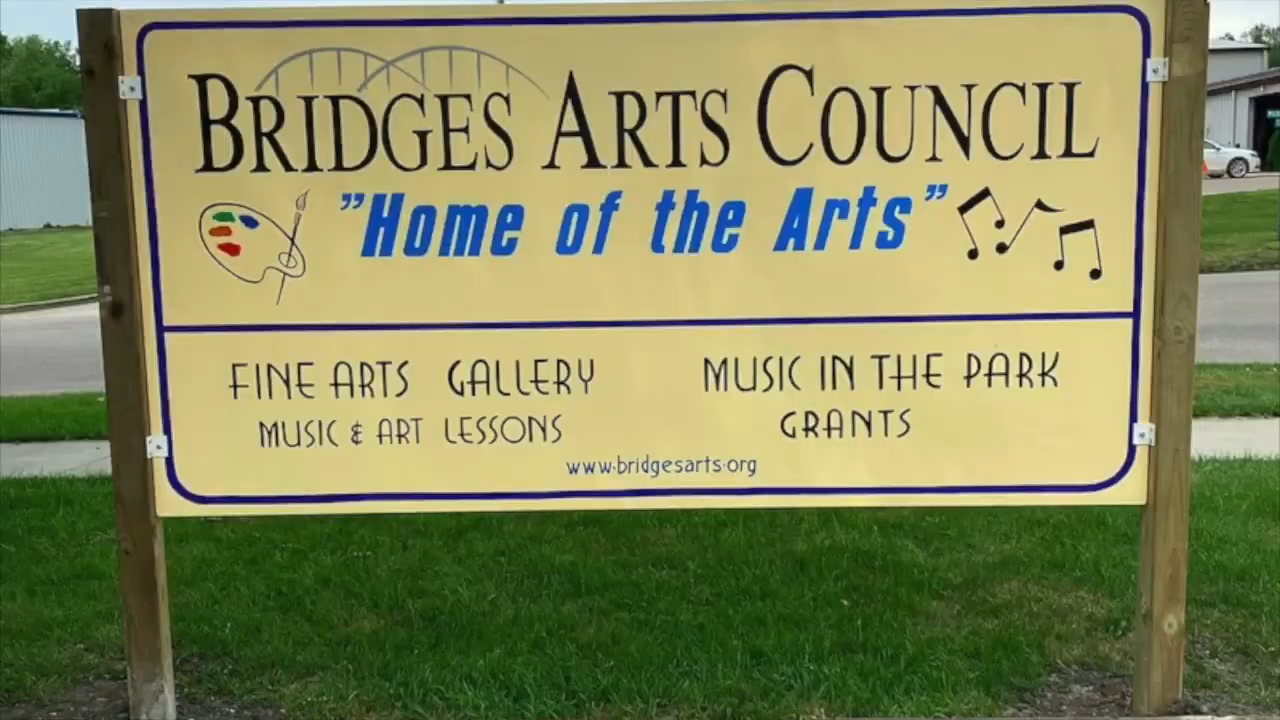 BRIDGES ARTS COUNCIL
"Home of the Arts"
FINE ARTS GALLERY
MUSIC & ART LESSONS
MUSIC IN THE PARK
GRANTS
www.bridgesarts.org